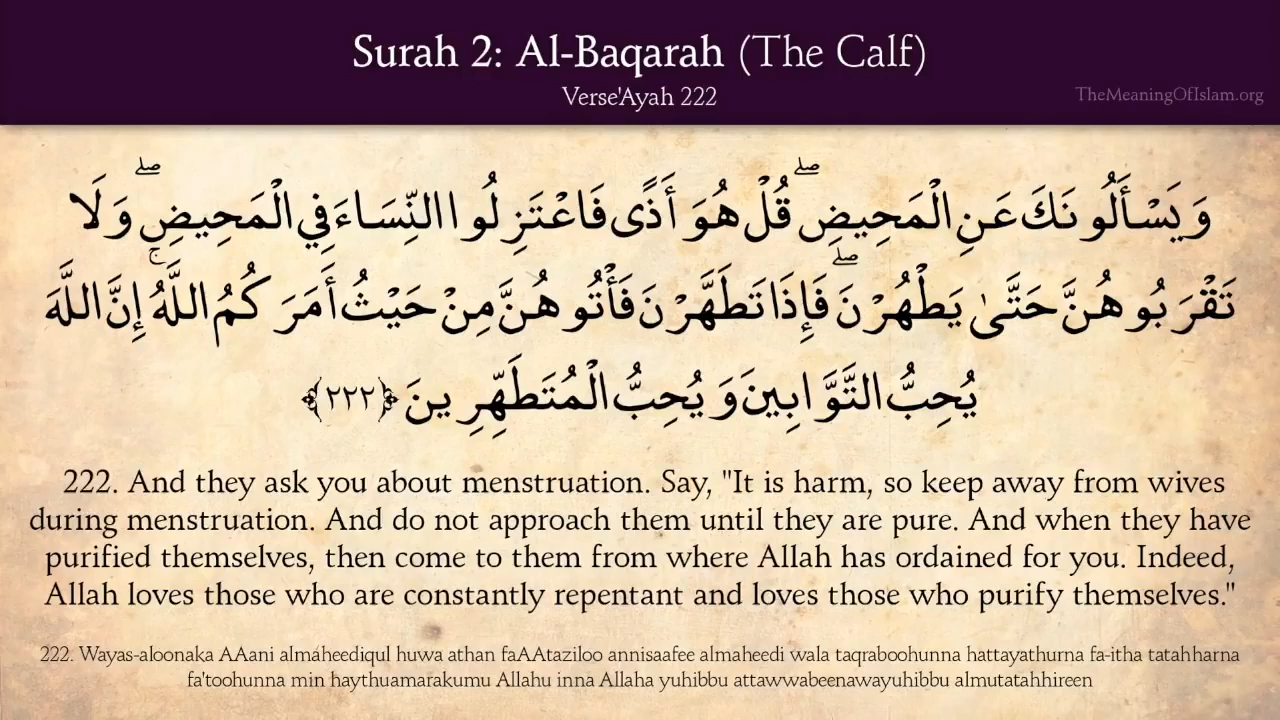 Surah 2: Al-Baqarah (The Calf)
Verse'Ayah 222
TheMeaningOfIslam.org
وَيَسْأَلُونَكَ عَنِ الْمَحِيضِ ۖ قُلْ هُوَ أَذًى فَاعْتَزِلُوا النِّسَاءَ فِي الْمَحِيضِ ۖ وَلَا
تَقْرَبُوهُنَّ حَتَّىٰ يَطْهُرْنَ ۖ فَإِذَا تَطَهَّرْنَ فَأْتُوهُنَّ مِنْ حَيْثُ أَمَرَكُمُ اللَّهُ ۚ إِنَّ اللَّهَ
يُحِبُّ التَّوَّابِينَ وَيُحِبُّ الْمُتَطَهِّرِينَ ﴿٢٢٢﴾
222. And they ask you about menstruation. Say, "It is harm, so keep away from wives
during menstruation. And do not approach them until they are pure. And when they have
purified themselves, then come to them from where Allah has ordained for you. Indeed,
Allah loves those who are constantly repentant and loves those who purify themselves."
222. Wayas-aloonaka AAani almaheediqul huwa athan faAAtaziloo annisaafee almaheedi wala taqraboohunna hattayathurna fa-itha tatahharna
fa'toohunna min haythuamarakumu Allahu inna Allaha yuhibbu attawwabeenawayuhibbu almutatahhireen